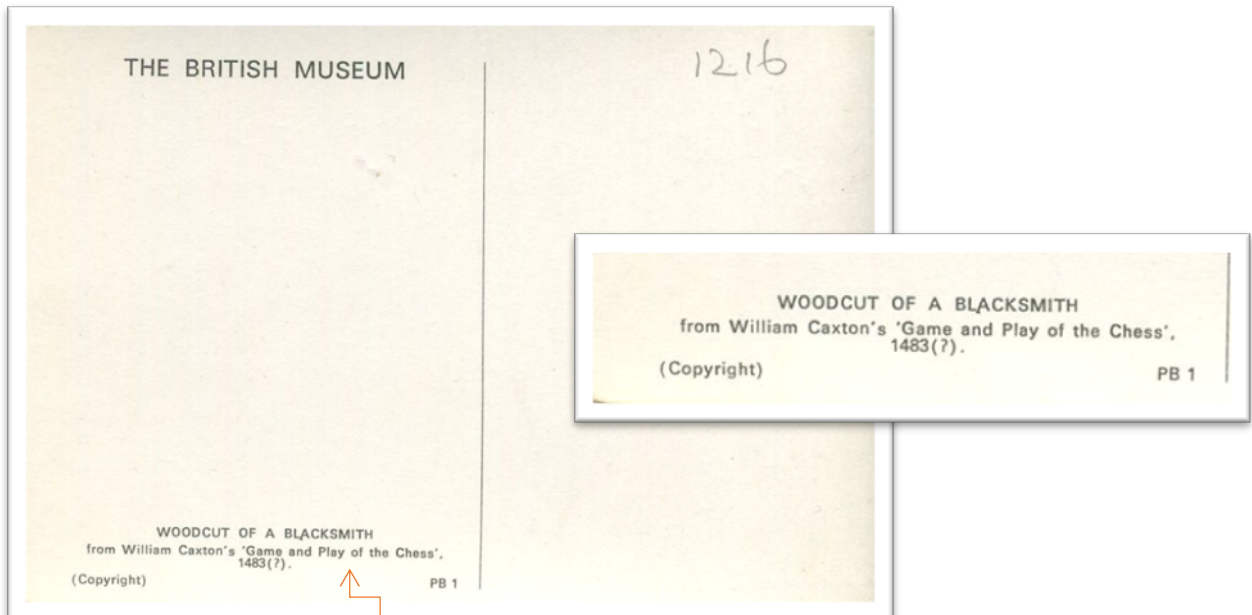 THE BRITISH MUSEUM
1216
WOODCUT OF A BLACKSMITH
from William Caxton's 'Game and Play of the Chess',
1483(?).
(Copyright) PB 1
WOODCUT OF A BLACKSMITH
from William Caxton's 'Game and Play of the Chess',
1483(?).
(Copyright) PB 1